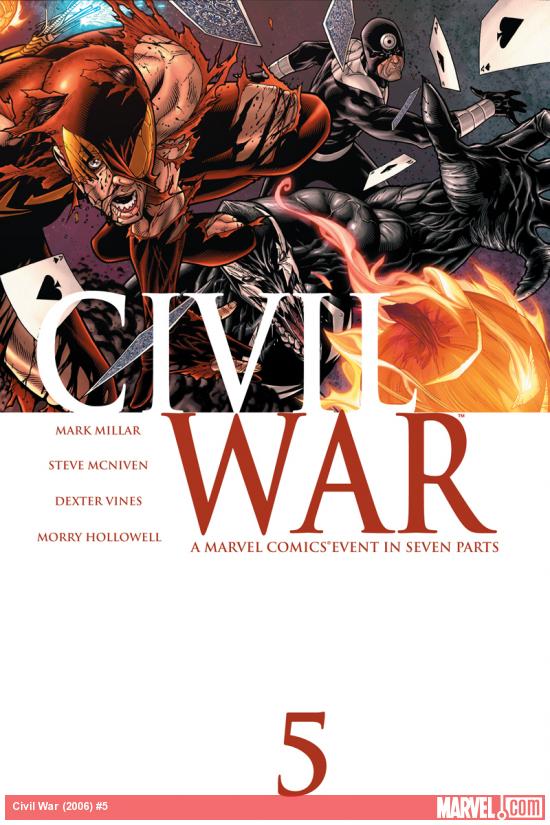 CIVIL
WAR™
MARK MILLAR
STEVE MCNIVEN
DEXTER VINES
MORRY HOLLOWELL
A MARVEL COMICS® EVENT IN SEVEN PARTS
5
Civil War (2006) #5
MARVEL.com